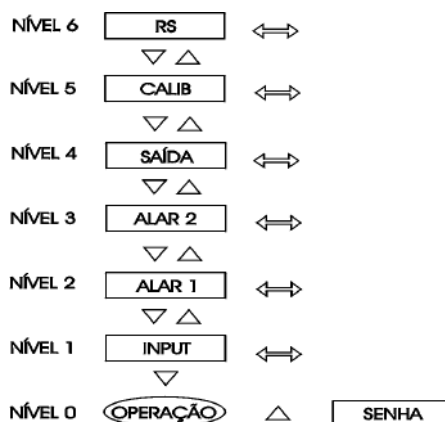 NÍVEL 6 RS
NÍVEL 5 CALIB
NÍVEL 4 SAÍDA
NÍVEL 3 ALAR 2
NÍVEL 2 ALAR 1
NÍVEL 1 INPUT
NÍVEL 0 OPERAÇÃO SENHA